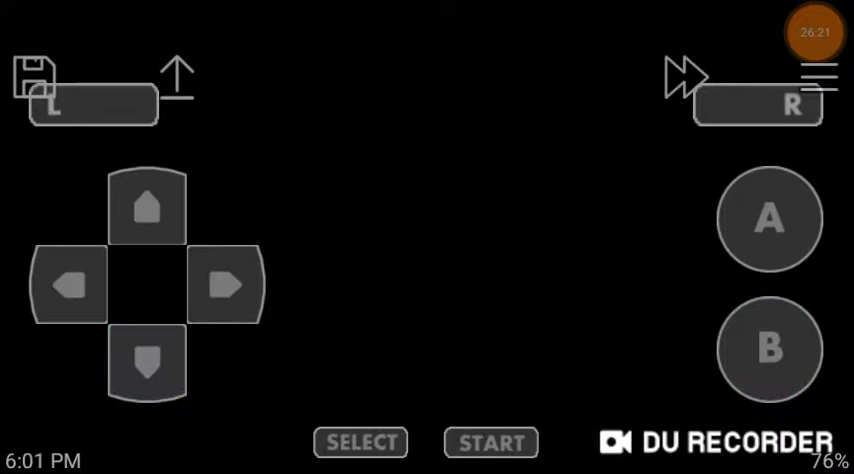 26:21
L
R
A
B
SELECT
START
DU RECORDER
6:01 PM
76%